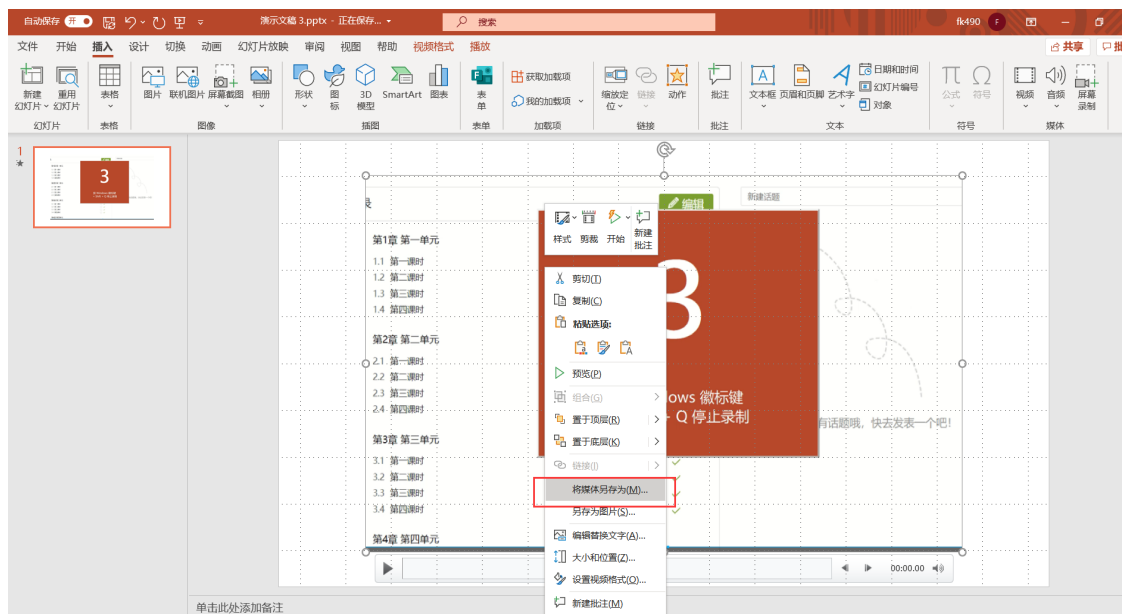 自动保存 开 演示文稿 3.pptx - 正在保存... 搜索 fk490 F
文件 开始 插入 设计 切换 动画 幻灯片放映 审阅 视图 帮助 视频格式 播放 共享
新建 重用 表格 图片 联机图片 屏幕截图 相册 形状 图 3D SmartArt 图表 表 获取加载项 缩放定 链接 动作 批注 文本框 页眉和页脚 艺术字 日期和时间 公式 符号 视频 音频 屏幕
幻灯片 幻灯片 标 模型 单 我的加载项 位 幻灯片编号 录制
对象
幻灯片 表格 图像 插图 表单 加载项 链接 批注 文本 符号 媒体
1
3
录
编辑
新建话题
第1章 第一单元
1.1 第一课时
1.2 第二课时
1.3 第三课时
1.4 第四课时
第2章 第二单元
2.1 第一课时
2.2 第二课时
2.3 第三课时
2.4 第四课时
第3章 第三单元
3.1 第一课时
3.2 第二课时
3.3 第三课时
3.4 第四课时
第4章 第四单元
样式 剪裁 开始 新建
批注
剪切(T)
复制(C)
粘贴选项:
预览(P)
组合(G)
置于顶层(R)
置于底层(K)
链接(I)
将媒体另存为(M)...
另存为图片(S)...
编辑替换文字(A)...
大小和位置(Z)...
设置视频格式(O)...
新建批注(M)
3
ows 徽标键
- Q 停止录制
有话题哦，快去发表一个吧!
00:00.00
单击此处添加备注